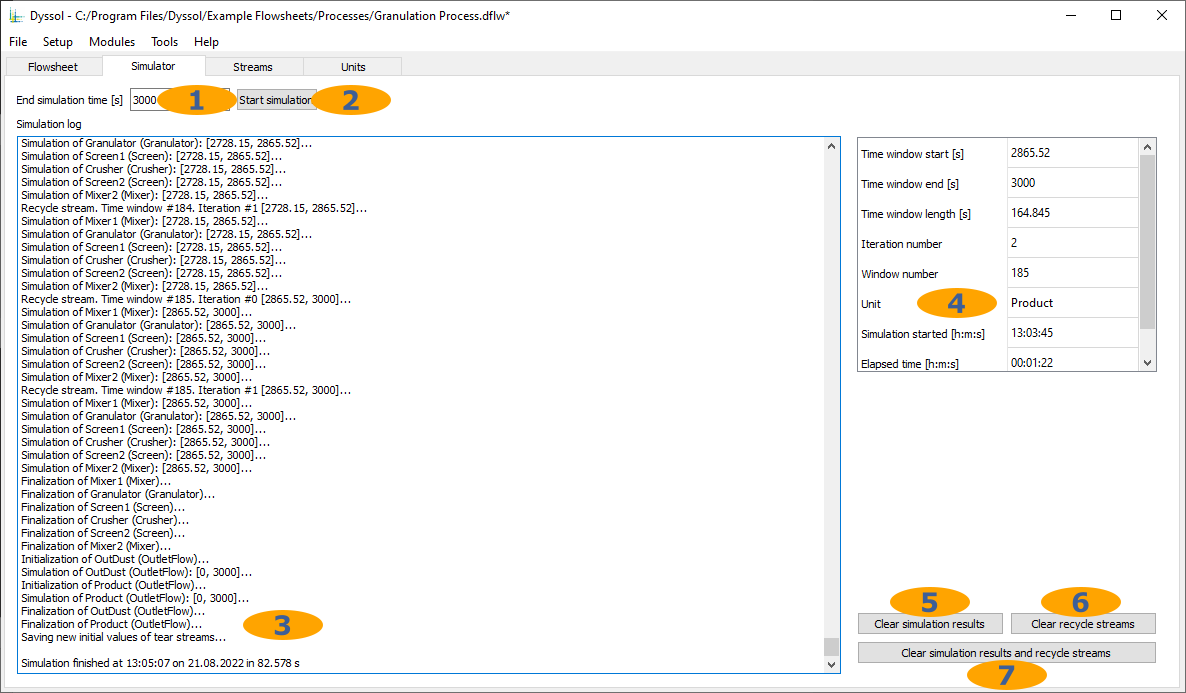 Dyssol - C:/Program Files/Dyssol/Example Flowsheets/Processes/Granulation Process.dflw*
File Setup Modules Tools Help
Flowsheet Simulator Streams Units
End simulation time [s] 3000 1 Start simulation 2
Simulation log
Simulation of Granulator (Granulator): [2728.15, 2865.52]...
Simulation of Screen1 (Screen): [2728.15, 2865.52]...
Simulation of Crusher (Crusher): [2728.15, 2865.52]...
Simulation of Screen2 (Screen): [2728.15, 2865.52]...
Simulation of Mixer2 (Mixer): [2728.15, 2865.52]...
Recycle stream. Time window #184. Iteration #1 [2728.15, 2865.52]...
Simulation of Mixer1 (Mixer): [2728.15, 2865.52]...
Simulation of Granulator (Granulator): [2728.15, 2865.52]...
Simulation of Screen1 (Screen): [2728.15, 2865.52]...
Simulation of Crusher (Crusher): [2728.15, 2865.52]...
Simulation of Screen2 (Screen): [2728.15, 2865.52]...
Simulation of Mixer2 (Mixer): [2728.15, 2865.52]...
Recycle stream. Time window #185. Iteration #0 [2865.52, 3000]...
Simulation of Mixer1 (Mixer): [2865.52, 3000]...
Simulation of Granulator (Granulator): [2865.52, 3000]...
Simulation of Screen1 (Screen): [2865.52, 3000]...
Simulation of Crusher (Crusher): [2865.52, 3000]...
Simulation of Screen2 (Screen): [2865.52, 3000]...
Simulation of Mixer2 (Mixer): [2865.52, 3000]...
Recycle stream. Time window #185. Iteration #1 [2865.52, 3000]...
Simulation of Mixer1 (Mixer): [2865.52, 3000]...
Simulation of Granulator (Granulator): [2865.52, 3000]...
Simulation of Screen1 (Screen): [2865.52, 3000]...
Simulation of Crusher (Crusher): [2865.52, 3000]...
Simulation of Screen2 (Screen): [2865.52, 3000]...
Simulation of Mixer2 (Mixer): [2865.52, 3000]...
Finalization of Mixer1 (Mixer)...
Finalization of Granulator (Granulator)...
Finalization of Screen1 (Screen)...
Finalization of Crusher (Crusher)...
Finalization of Screen2 (Screen)...
Finalization of Mixer2 (Mixer)...
Initialization of OutDust (OutletFlow)...
Simulation of OutDust (OutletFlow): [0, 3000]...
Initialization of Product (OutletFlow)...
Simulation of Product (OutletFlow): [0, 3000]...
Finalization of OutDust (OutletFlow)...
Finalization of Product (OutletFlow)...
3
Saving new initial values of tear streams...
Simulation finished at 13:05:07 on 21.08.2022 in 82.578 s
Time window start [s] 2865.52
Time window end [s] 3000
Time window length [s] 164.845
Iteration number 2
Window number 185
Unit 4 Product
Simulation started [h:m:s] 13:03:45
Elapsed time [h:m:s] 00:01:22
5 6
Clear simulation results Clear recycle streams
Clear simulation results and recycle streams
7